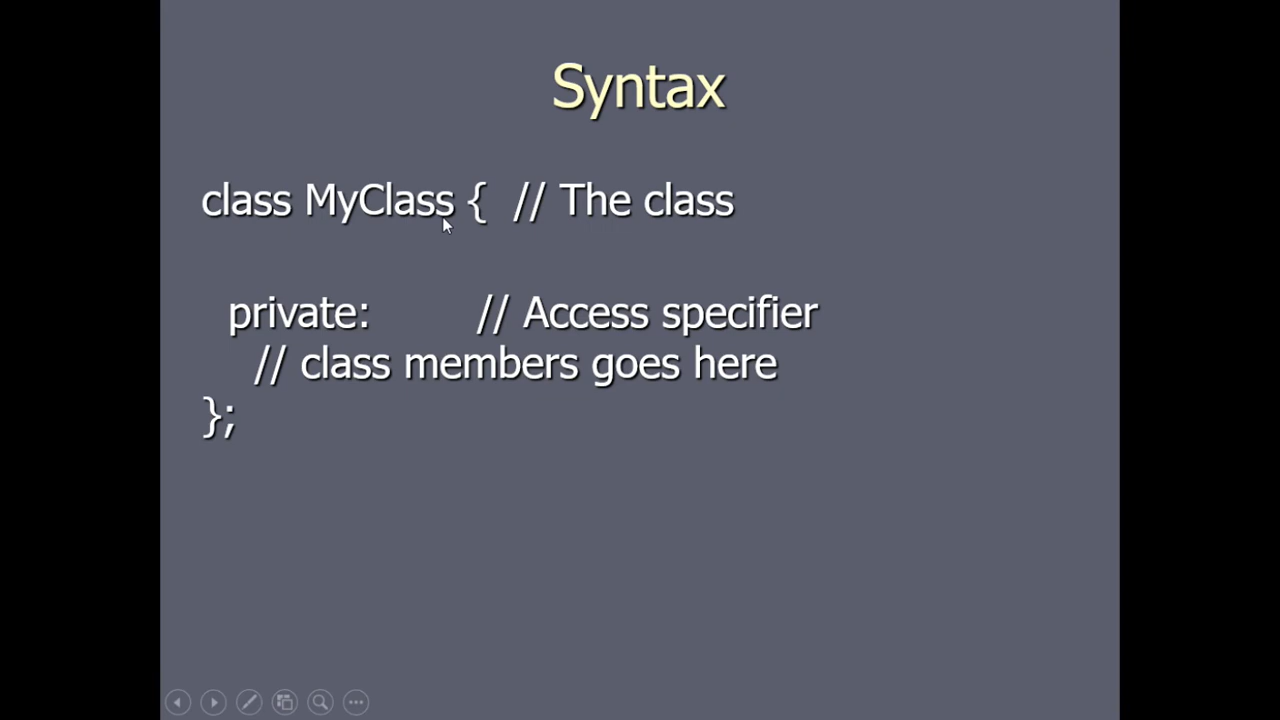 Syntax
class MyClass {  // The class
private:        // Access specifier
// class members goes here
};